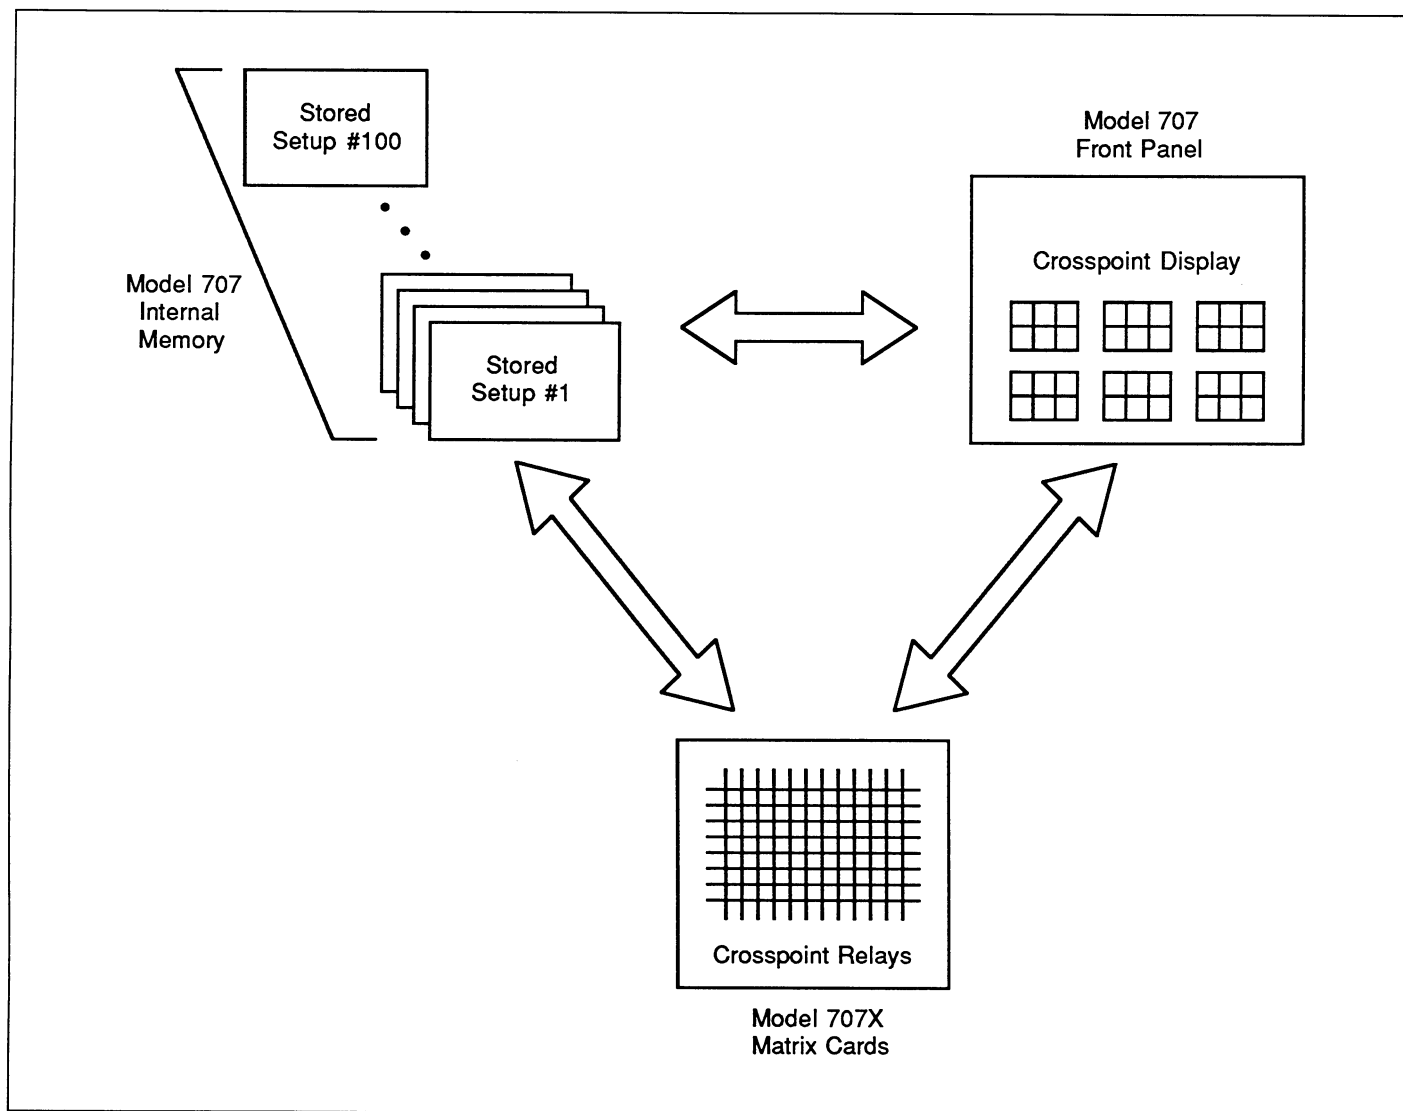 Stored
Setup #100
Model 707
Front Panel
Crosspoint Display
Model 707
Internal
Memory
Stored
Setup #1
Crosspoint Relays
Model 707X
Matrix Cards